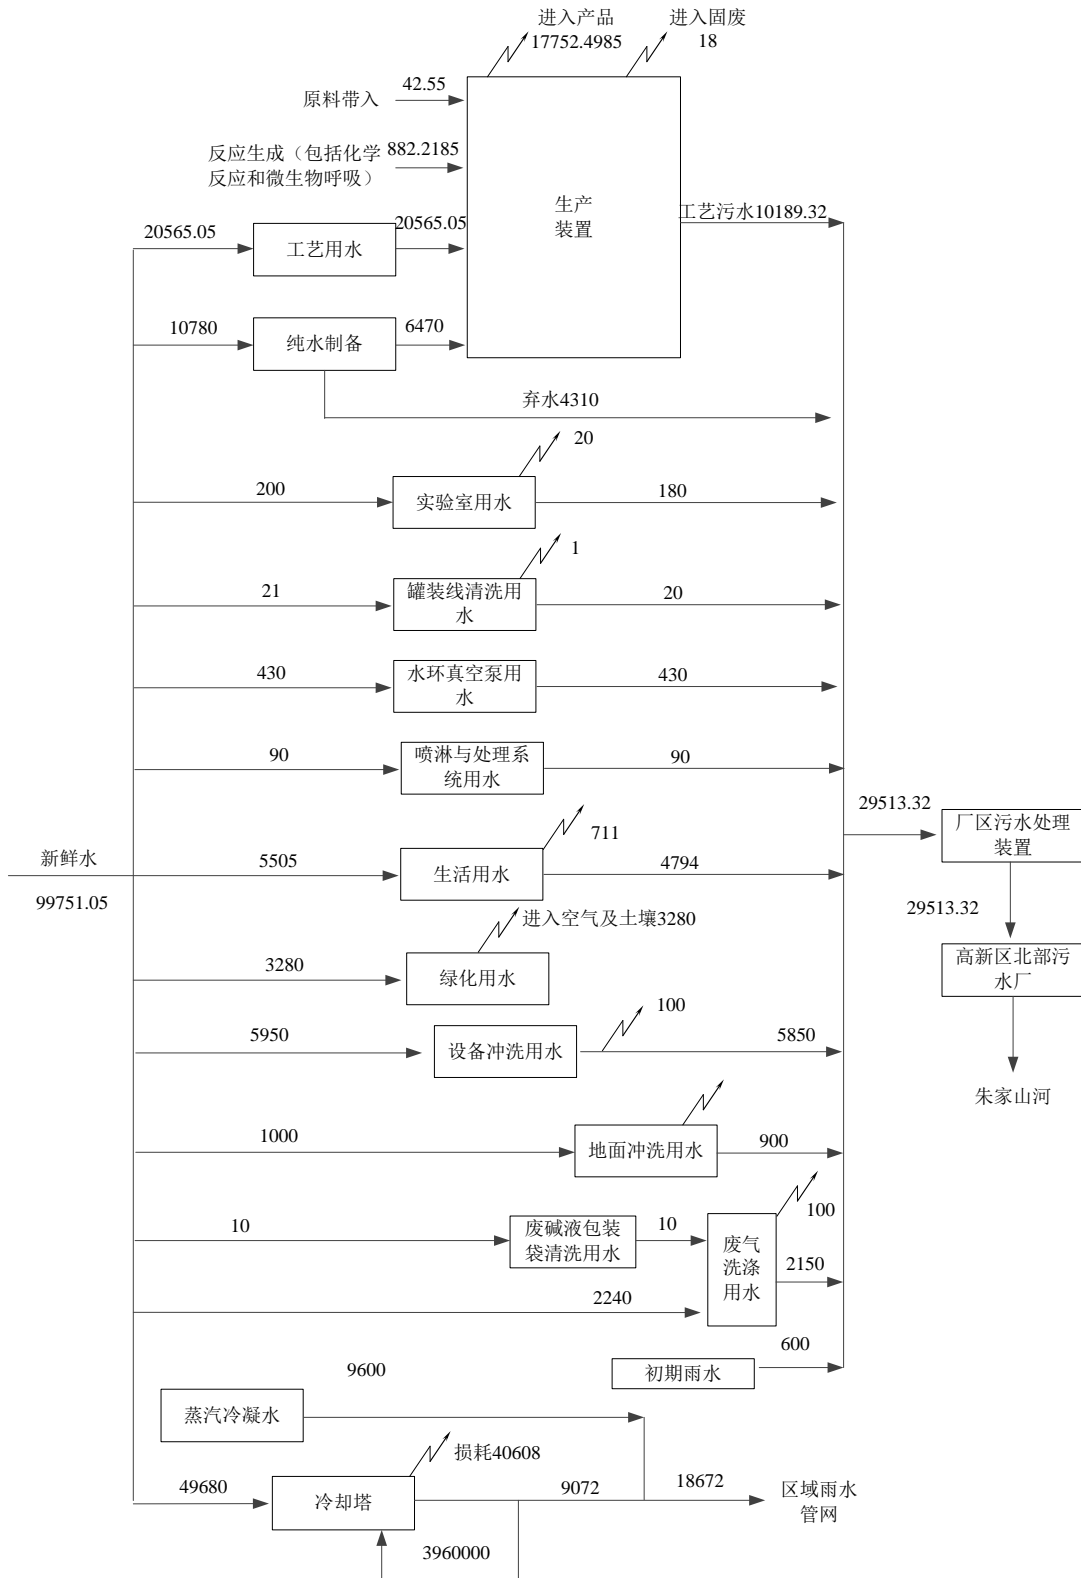 进入产品
17752.4985
进入固废
18
42.55
原料带入
反应生成（包括化学
反应和微生物呼吸）
882.2185
生产
装置
工艺污水10189.32
20565.05
工艺用水
20565.05
10780
纯水制备
6470
弃水4310
20
200
实验室用水
180
1
21
罐装线清洗用
水
20
430
水环真空泵用
水
430
90
喷淋与处理系
统用水
90
29513.32
厂区污水处理
装置
711
新鲜水
99751.05
5505
生活用水
4794
29513.32
进入空气及土壤3280
3280
绿化用水
高新区北部污
水厂
100
5950
设备冲洗用水
5850
朱家山河
1000
地面冲洗用水
900
100
10
废碱液包装
袋清洗用水
10
废气
洗涤
用水
2150
2240
600
初期雨水
9600
蒸汽冷凝水
损耗40608
49680
冷却塔
9072
18672
区域雨水
管网
3960000